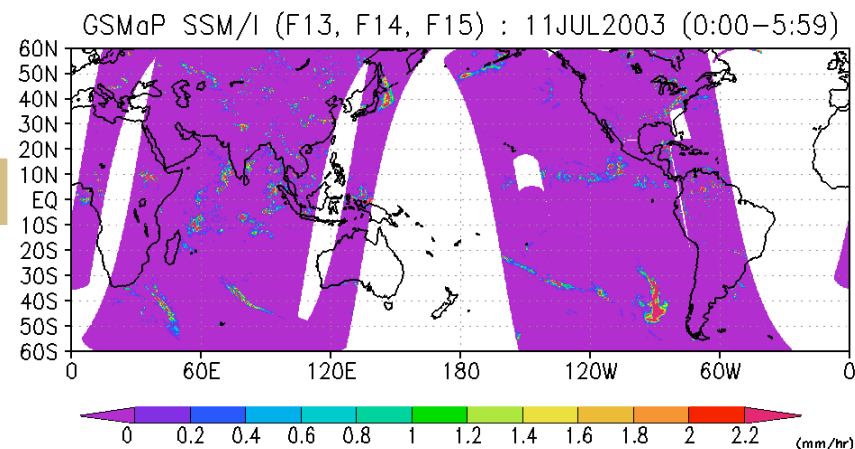 GSMaP SSM/I (F13, F14, F15) : 11JUL2003 (0:00−5:59)
60N
50N
40N
30N
20N
10N
EQ
10S
20S
30S
40S
50S
60S
0 60E 120E 180 120W 60W 0
0 0.2 0.4 0.6 0.8 1 1.2 1.4 1.6 1.8 2 2.2
(mm/hr)